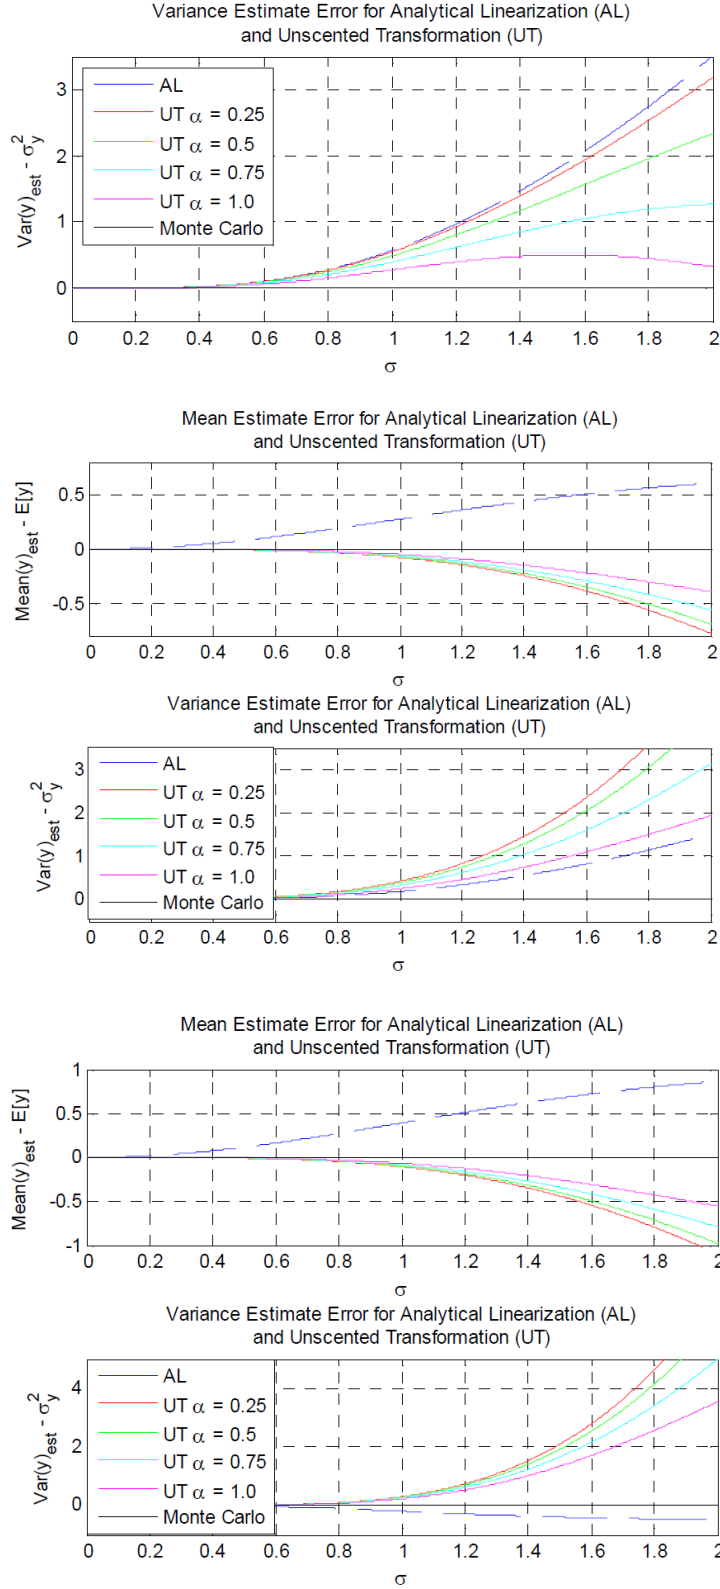 Variance Estimate Error for Analytical Linearization (AL)
and Unscented Transformation (UT)
Var(y)est - σy2
3
2
1
0
AL
UT α = 0.25
UT α = 0.5
UT α = 0.75
UT α = 1.0
Monte Carlo
0 0.2 0.4 0.6 0.8 1 1.2 1.4 1.6 1.8 2
σ
Mean Estimate Error for Analytical Linearization (AL)
and Unscented Transformation (UT)
Mean(y)est - E[y]
0.5
0
-0.5
0 0.2 0.4 0.6 0.8 1 1.2 1.4 1.6 1.8 2
σ
Variance Estimate Error for Analytical Linearization (AL)
and Unscented Transformation (UT)
Var(y)est - σy2
3
2
1
0
AL
UT α = 0.25
UT α = 0.5
UT α = 0.75
UT α = 1.0
Monte Carlo
0 0.2 0.4 0.6 0.8 1 1.2 1.4 1.6 1.8 2
σ
Mean Estimate Error for Analytical Linearization (AL)
and Unscented Transformation (UT)
Mean(y)est - E[y]
1
0.5
0
-0.5
-1
0 0.2 0.4 0.6 0.8 1 1.2 1.4 1.6 1.8 2
σ
Variance Estimate Error for Analytical Linearization (AL)
and Unscented Transformation (UT)
Var(y)est - σy2
4
2
0
AL
UT α = 0.25
UT α = 0.5
UT α = 0.75
UT α = 1.0
Monte Carlo
0 0.2 0.4 0.6 0.8 1 1.2 1.4 1.6 1.8 2
σ